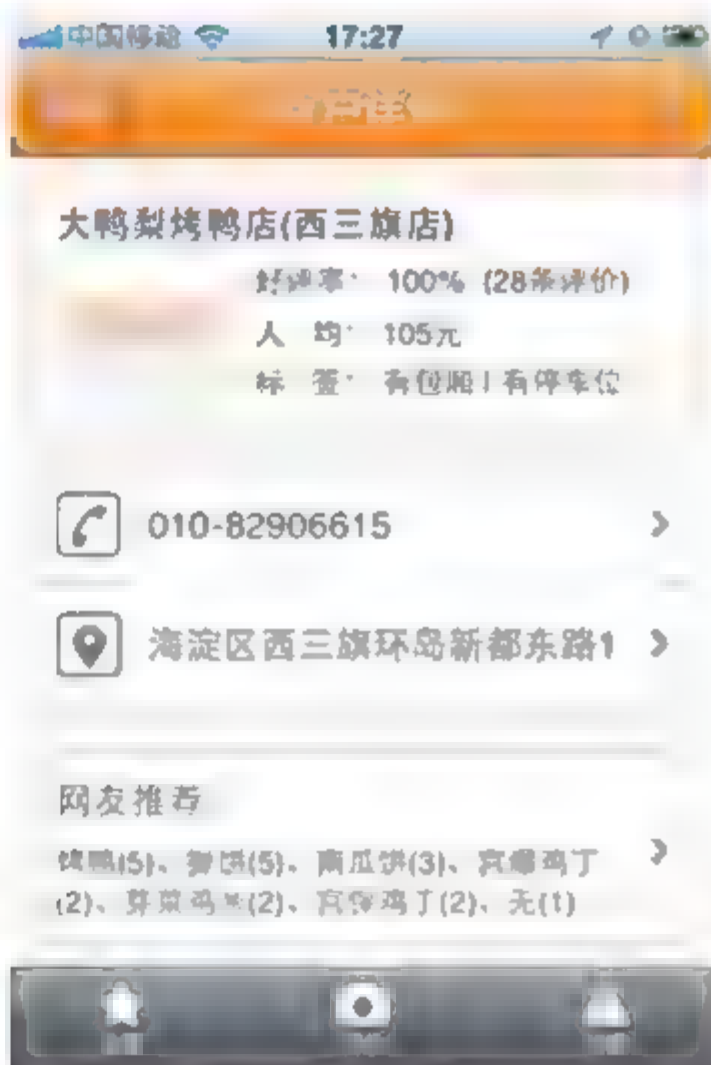 中国移动 17:27
大鸭梨烤鸭店(西三旗店)
好评率： 100% (28条评价)
人 均： 105元
标 签： 有包厢 | 有停车位
010-82906615
海淀区西三旗环岛新都东路1
网友推荐
烤鸭(5)、 (5)、南瓜饼(3)、宫爆鸡丁
(2)、 (2)、宫保鸡丁(2)、无(1)